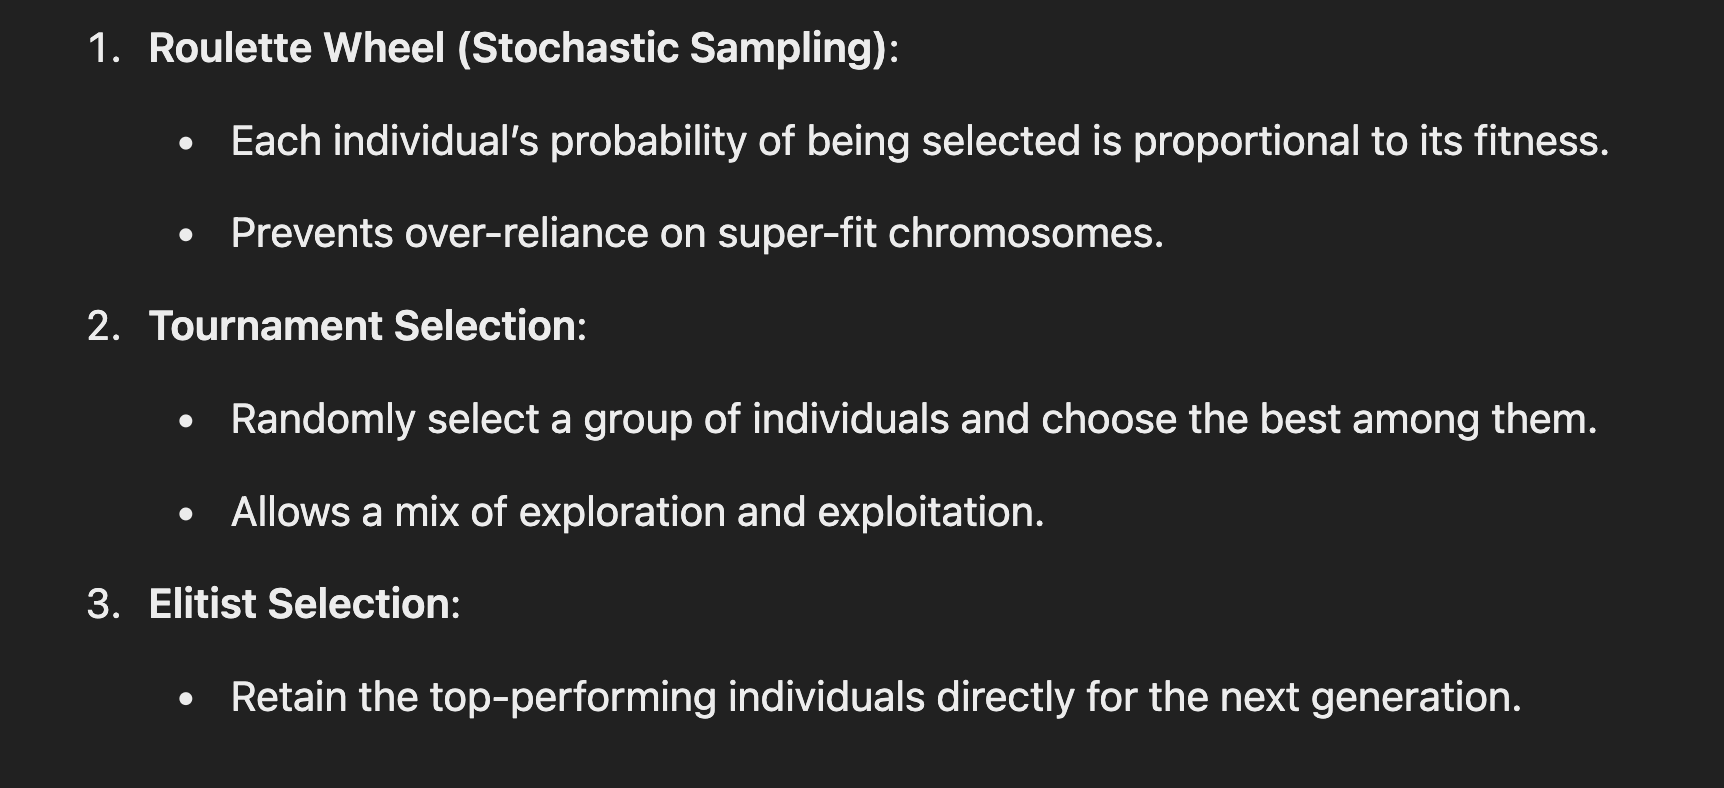 1. Roulette Wheel (Stochastic Sampling):
• Each individual’s probability of being selected is proportional to its fitness.
• Prevents over-reliance on super-fit chromosomes.
2. Tournament Selection:
• Randomly select a group of individuals and choose the best among them.
• Allows a mix of exploration and exploitation.
3. Elitist Selection:
• Retain the top-performing individuals directly for the next generation.